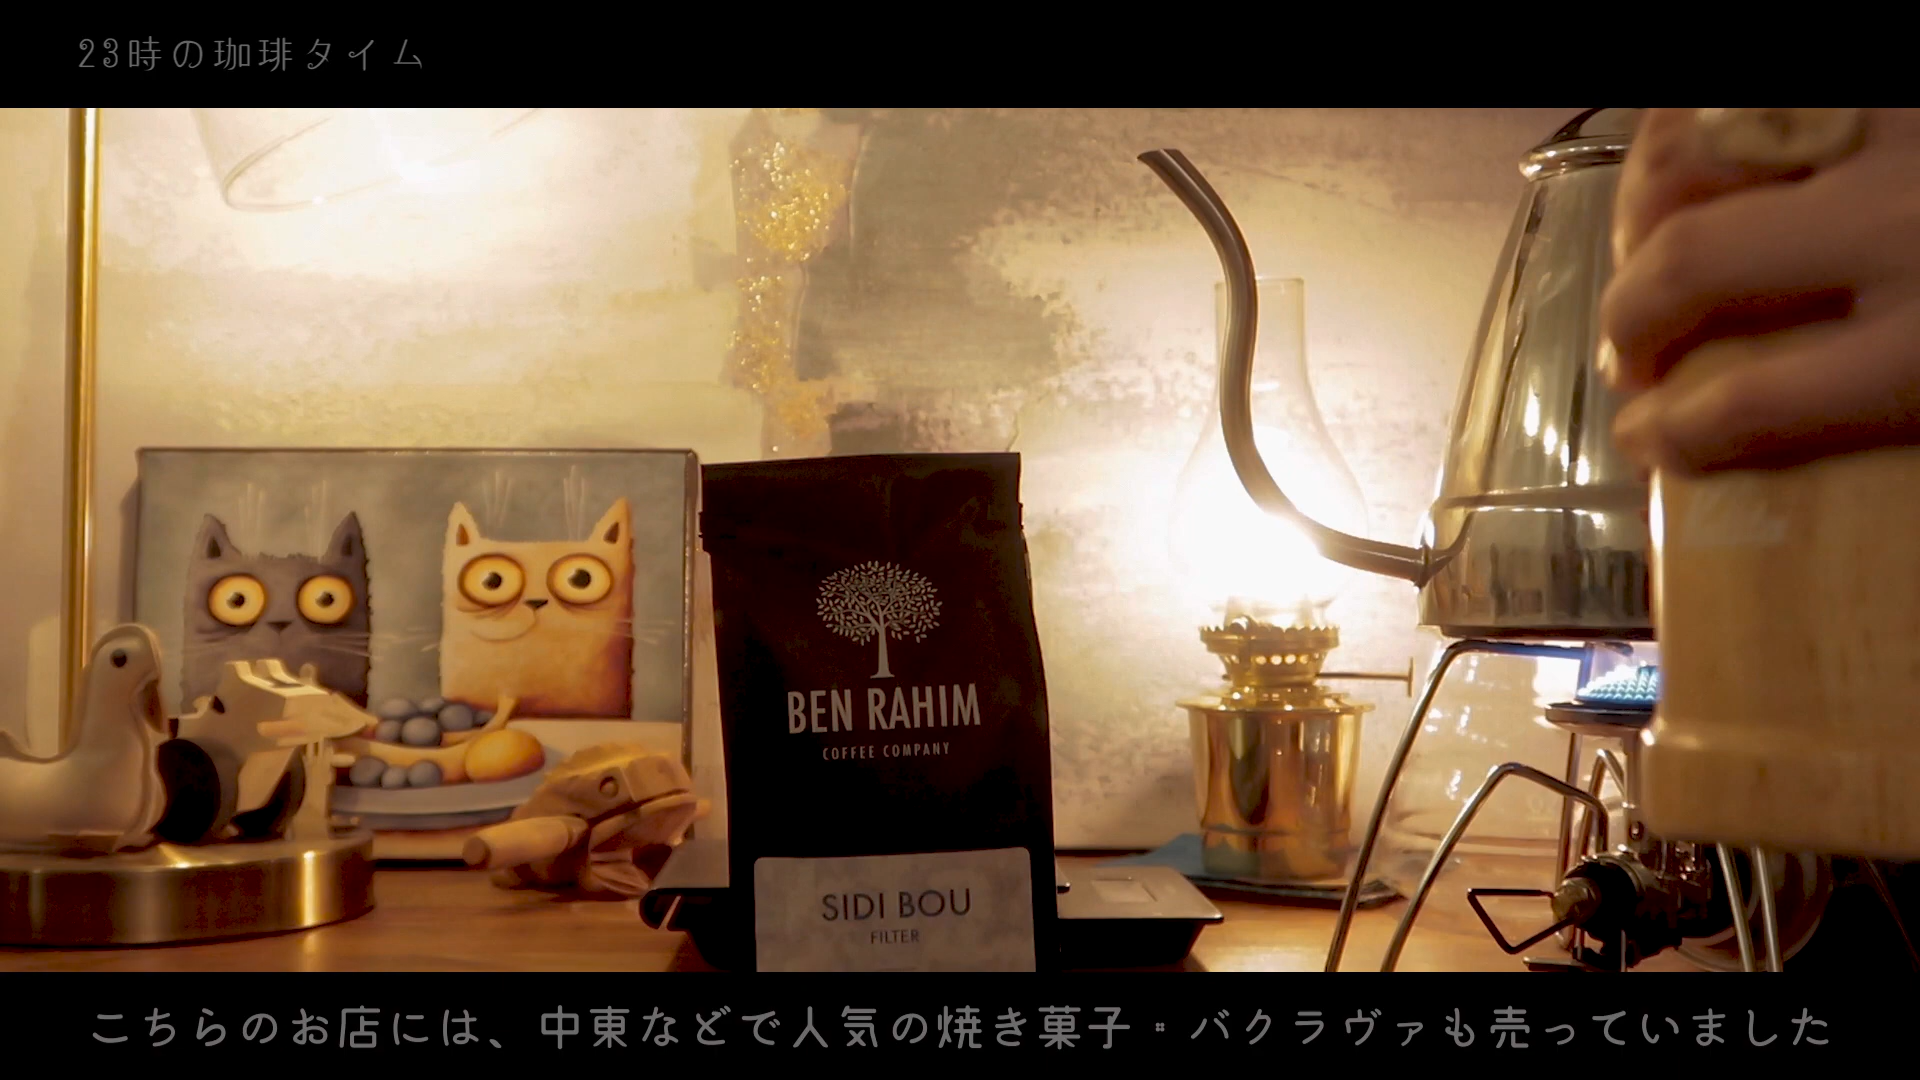 23時の珈琲タイム
BEN RAHIM
COFFEE COMPANY
SIDI BOU
FILTER
こちらのお店には、中東などで人気の焼き菓子・バクラヴァも売っていました